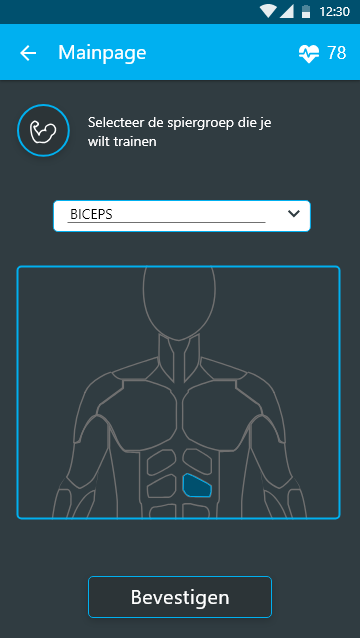 12:30
Mainpage
78
Selecteer de spiergroep die je
wilt trainen
BICEPS
Bevestigen